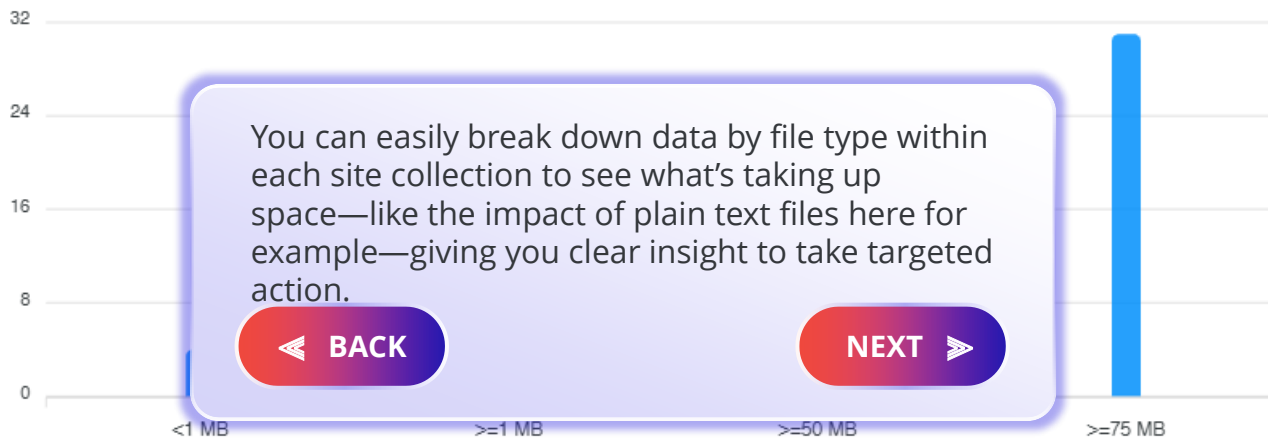 32
24
You can easily break down data by file type within
each site collection to see what’s taking up
16
space—like the impact of plain text files here for
example—giving you clear insight to take targeted
action.
8
BACK
NEXT
0
<1 MB
>=1 MB
>=50 MB
>=75 MB